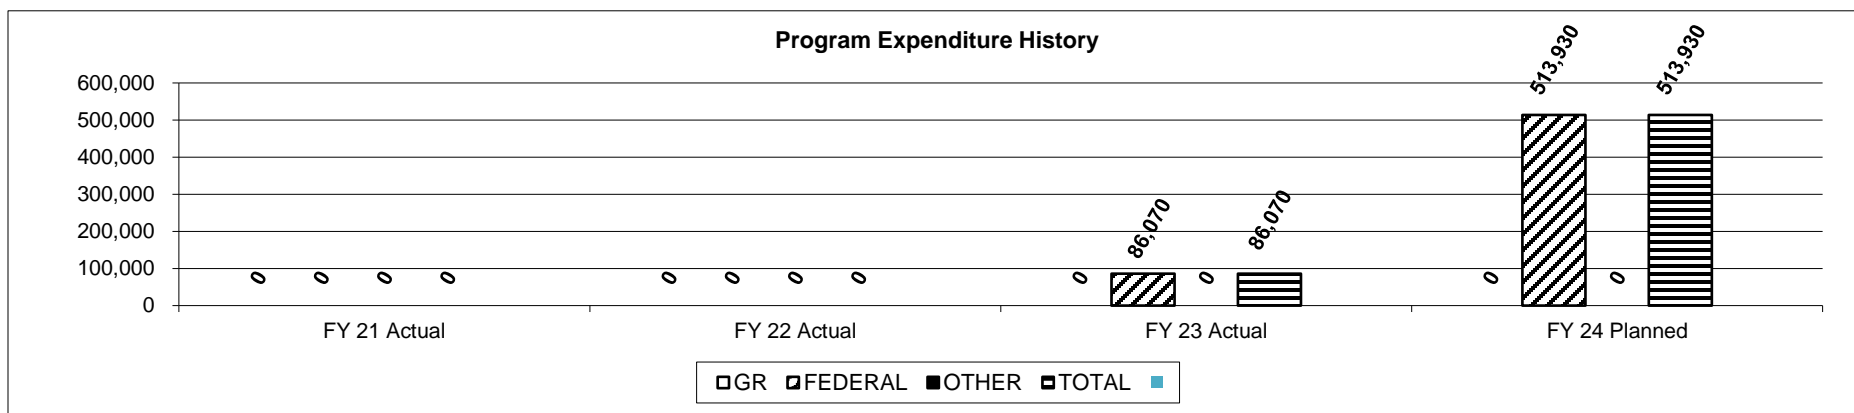 Program Expenditure History
600,000
500,000
400,000
300,000
200,000
100,000
0
0 0 0 0
0 0 0 0
0 86,070 0 86,070
0 513,930 0 513,930
FY 21 Actual FY 22 Actual FY 23 Actual FY 24 Planned
GR FEDERAL OTHER TOTAL